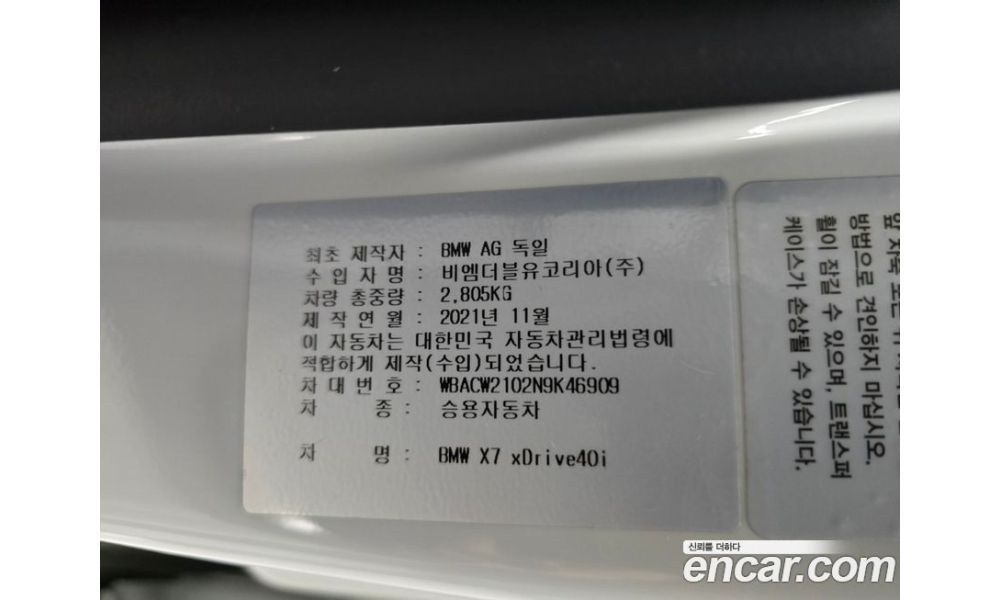 최초 제작자 : BMW AG 독일
수 입 자 명 : 비엠더블유코리아(주)
차량 총중량 : 2,805KG
제 작 연 월 : 2021년 11월
이 자동차는 대한민국 자동차관리법령에
적합하게 제작(수입)되었습니다.
차 대 번 호 : WBACW2102N9K46909
차 종 : 승용자동차
차 명 : BMW X7 xDrive40i
앞 차축 또는
방법으로 견인하지 마십시오.
휠이 잠길 수 있으며, 트랜스퍼
케이스가 손상될 수 있습니다.
신뢰를 더하다
encar.com